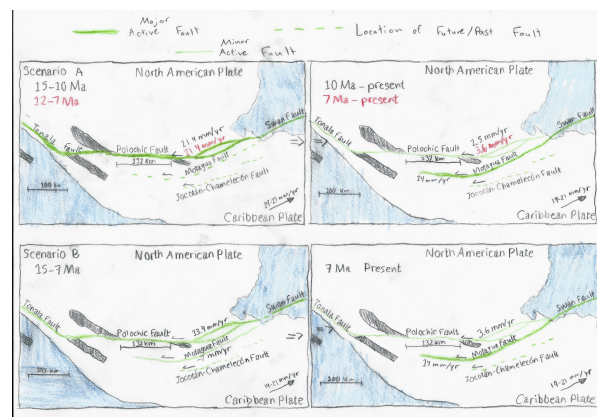 Major
Active Fault
Minor
Active Fault
Location of Future/Past Fault
Scenario A
15-10 Ma
12-7 Ma
North American Plate
Tonala Fault
Polochic Fault
132 km
21.4 mm/yr
21.4 mm/yr
Swan Fault
Motagua Fault
Jocotán-Chamelecón Fault
100 km
19-21 mm/yr
Caribbean Plate
10 Ma - present
7 Ma - present
North American Plate
Tonala Fault
Polochic Fault
132 km
2.5 mm/yr
3.6 mm/yr
Swan Fault
Motagua Fault
24 mm/yr
Jocotán-Chamelecón Fault
100 km
19-21 mm/yr
Caribbean Plate
Scenario B
15-7 Ma
North American Plate
Tonala Fault
Polochic Fault
132 km
13.4 mm/yr
Swan Fault
Motagua Fault
mm/yr
Jocotán-Chamelecón Fault
19-21 mm/yr
Caribbean Plate
7 Ma Present
North American Plate
Tonala Fault
Polochic Fault
132 km
3.6 mm/yr
Swan Fault
Motagua Fault
24 mm/yr
Jocotán-Chamelecón Fault
19-21 mm/yr
Caribbean Plate